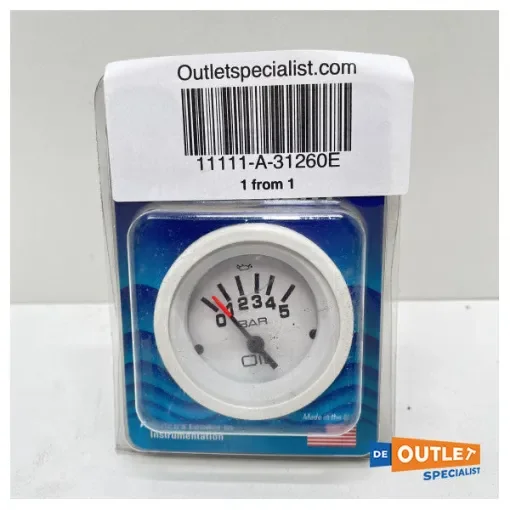 Outletspecialist.com
11111-A-31260E
1 from 1
0 1 2 3 4 5
BAR
OIL
Made in the
Instrumentation
DE OUTLET
SPECIALIST